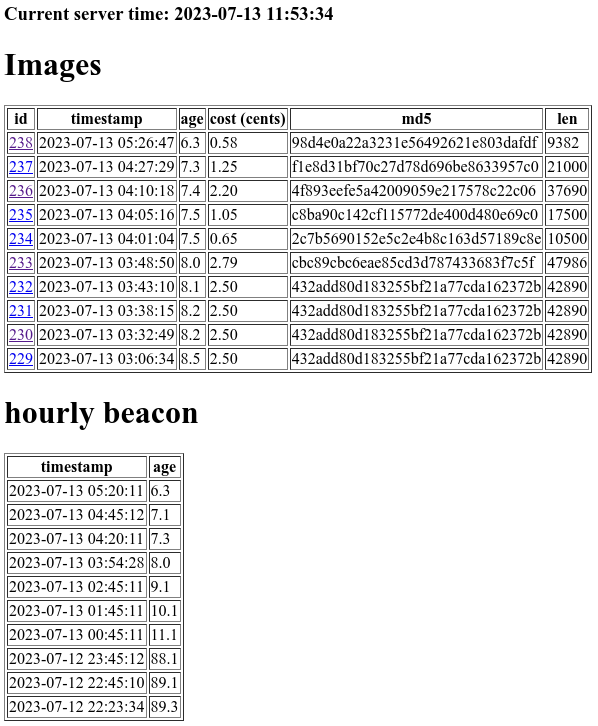 Current server time: 2023-07-13 11:53:34
Images
id timestamp age cost (cents) md5 len
238 2023-07-13 05:26:47 6.3 0.58 98d4e0a22a3231e56492621e803dafdf 9382
237 2023-07-13 04:27:29 7.3 1.25 f1e8d31bf70c27d78d696be8633957c0 21000
236 2023-07-13 04:10:18 7.4 2.20 4f893eefe5a42009059e217578c22c06 37690
235 2023-07-13 04:05:16 7.5 1.05 c8ba90c142cf115772de400d480e69c0 17500
234 2023-07-13 04:01:04 7.5 0.65 2c7b5690152e5c2e4b8c163d57189c8e 10500
233 2023-07-13 03:48:50 8.0 2.79 cbc89cbc6eae85cd3d787433683f7c5f 47986
232 2023-07-13 03:43:10 8.1 2.50 432add80d183255bf21a77cda162372b 42890
231 2023-07-13 03:38:15 8.2 2.50 432add80d183255bf21a77cda162372b 42890
230 2023-07-13 03:32:49 8.2 2.50 432add80d183255bf21a77cda162372b 42890
229 2023-07-13 03:06:34 8.5 2.50 432add80d183255bf21a77cda162372b 42890
hourly beacon
timestamp age
2023-07-13 05:20:11 6.3
2023-07-13 04:45:12 7.1
2023-07-13 04:20:11 7.3
2023-07-13 03:54:28 8.0
2023-07-13 02:45:11 9.1
2023-07-13 01:45:11 10.1
2023-07-13 00:45:11 11.1
2023-07-12 23:45:12 88.1
2023-07-12 22:45:10 89.1
2023-07-12 22:23:34 89.3